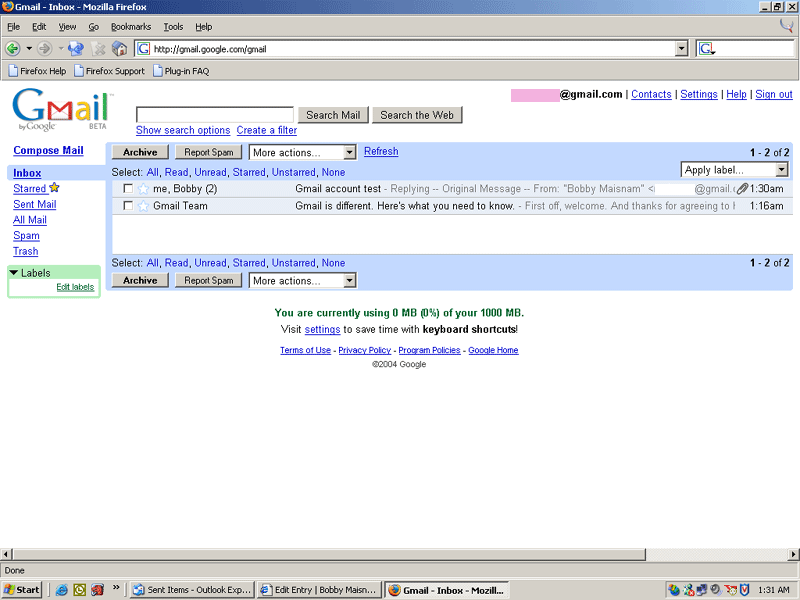 Gmail - Inbox - Mozilla Firefox
File Edit View Go Bookmarks Tools Help
http://gmail.google.com/gmail
Firefox Help Firefox Support Plug-in FAQ
@gmail.com | Contacts | Settings | Help | Sign out
Gmail
by Google BETA
Search Mail Search the Web
Show search options Create a filter
Compose Mail
Inbox
Starred
Sent Mail
All Mail
Spam
Trash
Labels
Edit labels
Archive Report Spam More actions... Refresh 1 - 2 of 2
Select: All, Read, Unread, Starred, Unstarred, None Apply label...
me, Bobby (2) Gmail account test - Replying -- Original Message -- From: "Bobby Maisnam" < @gmail.c 1:30am
Gmail Team Gmail is different. Here's what you need to know. - First off, welcome. And thanks for agreeing to h 1:16am
Select: All, Read, Unread, Starred, Unstarred, None 1 - 2 of 2
Archive Report Spam More actions...
You are currently using 0 MB (0%) of your 1000 MB.
Visit settings to save time with keyboard shortcuts!
Terms of Use - Privacy Policy - Program Policies - Google Home
©2004 Google
Done
Start Sent Items - Outlook Exp... Edit Entry | Bobby Maisn... Gmail - Inbox - Mozill... 1:31 AM